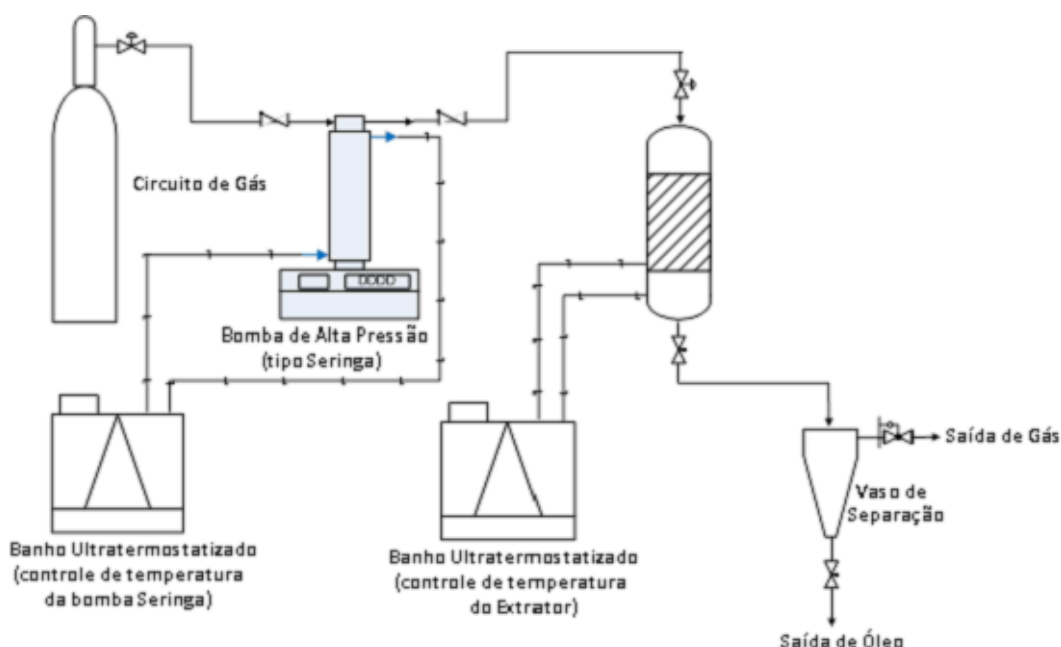 Circuito de Gás
Bomba de Alta Pressão
(tipo Seringa)
Saída de Gás
Vaso de
Separação
Banho Ultratermostatizado
(controle de temperatura
da bomba Seringa)
Banho Ultratermostatizado
(controle de temperatura
do Extrator)
Saída de Óleo